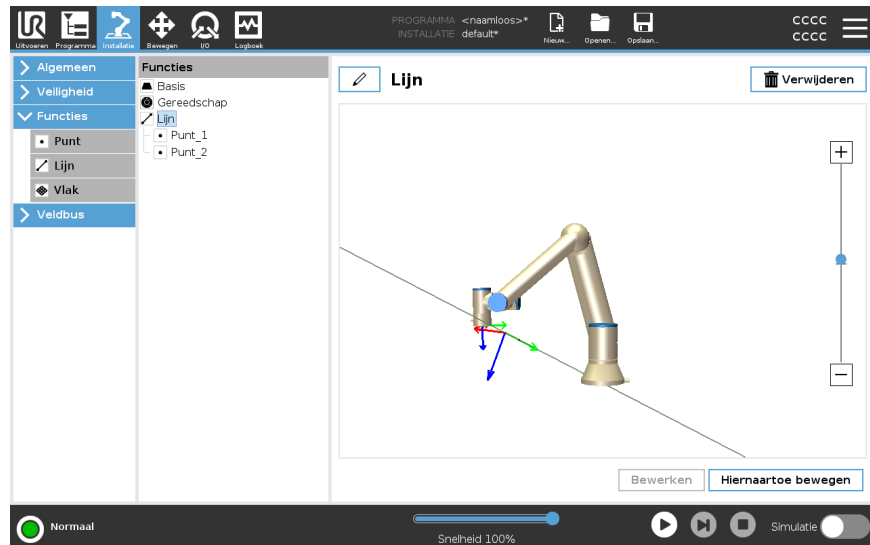 UR
Uitvoeren
Programma
Installatie
Bewegen
I/O
Logboek
PROGRAMMA <naamloos>*
INSTALLATIE default*
Nieuw...
Openen...
Opslaan...
cccc
cccc
Algemeen
Veiligheid
Functies
Punt
Lijn
Vlak
Veldbus
Functies
Basis
Gereedschap
Lijn
Punt_1
Punt_2
Lijn
Verwijderen
Bewerken
Hiernaartoe bewegen
Normaal
Snelheid 100%
Simulatie